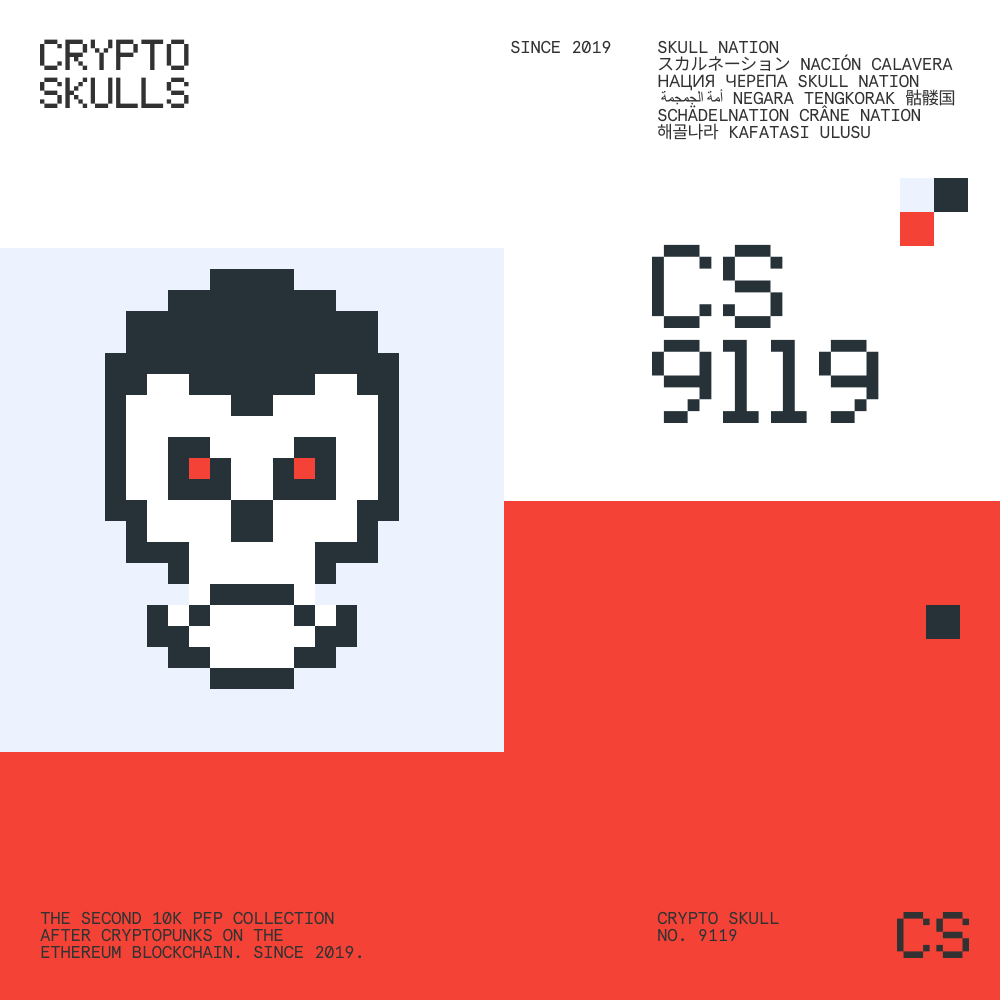 CRYPTO
SKULLS
SINCE 2019
SKULL NATION
スカルネーション NACIÓN CALAVERA
НАЦИЯ ЧЕРЕПА SKULL NATION
أمة الجمجمة NEGARA TENGKORAK 骷髅国
SCHÄDELNATION CRÂNE NATION
해골나라 KAFATASI ULUSU
CS
9119
THE SECOND 10K PFP COLLECTION
AFTER CRYPTOPUNKS ON THE
ETHEREUM BLOCKCHAIN. SINCE 2019.
CRYPTO SKULL
NO. 9119
CS